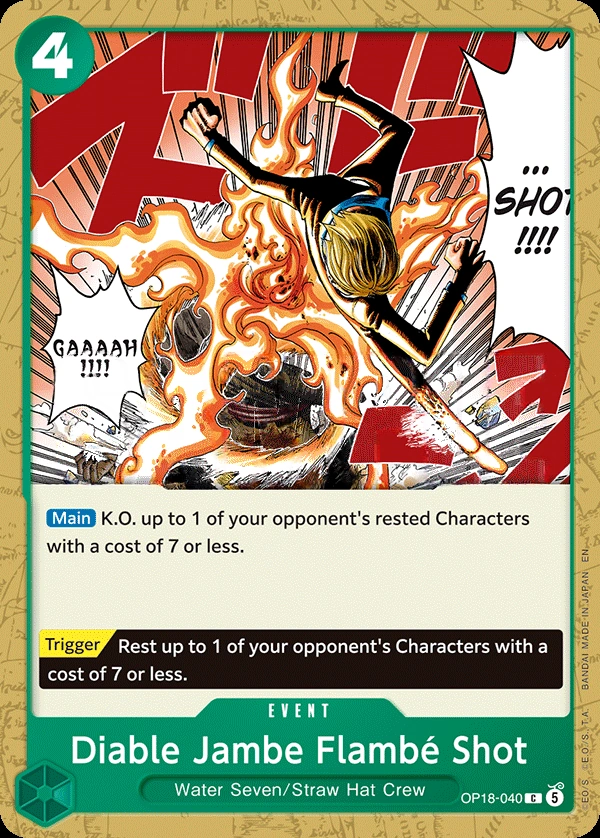 4
...
SHOT
!!!!
GAAAAH
!!!!
Main K.O. up to 1 of your opponent's rested Characters
with a cost of 7 or less.
Trigger Rest up to 1 of your opponent's Characters with a
cost of 7 or less.
EVENT
Diable Jambe Flambé Shot
Water Seven/Straw Hat Crew
OP18-040 C 5
©E.O./S. ©E.O./S.,T.A. BANDAI MADE IN JAPAN EN